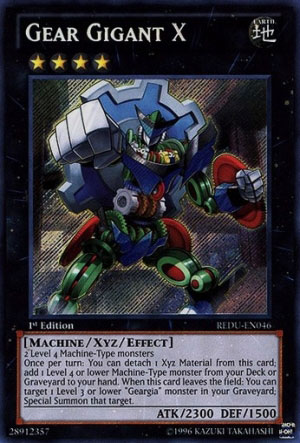 GEAR GIGANT X
EARTH
地
1st Edition
REDU-EN046
[MACHINE/XYZ/EFFECT]
2 Level 4 Machine-Type monsters
Once per turn: You can detach 1 Xyz Material from this card;
add 1 Level 4 or lower Machine-Type monster from your Deck or
Graveyard to your hand. When this card leaves the field: You can
target 1 Level 3 or lower "Geargia" monster in your Graveyard;
Special Summon that target.
ATK/2300 DEF/1500
28912357
©1996 KAZUKI TAKAHASHI